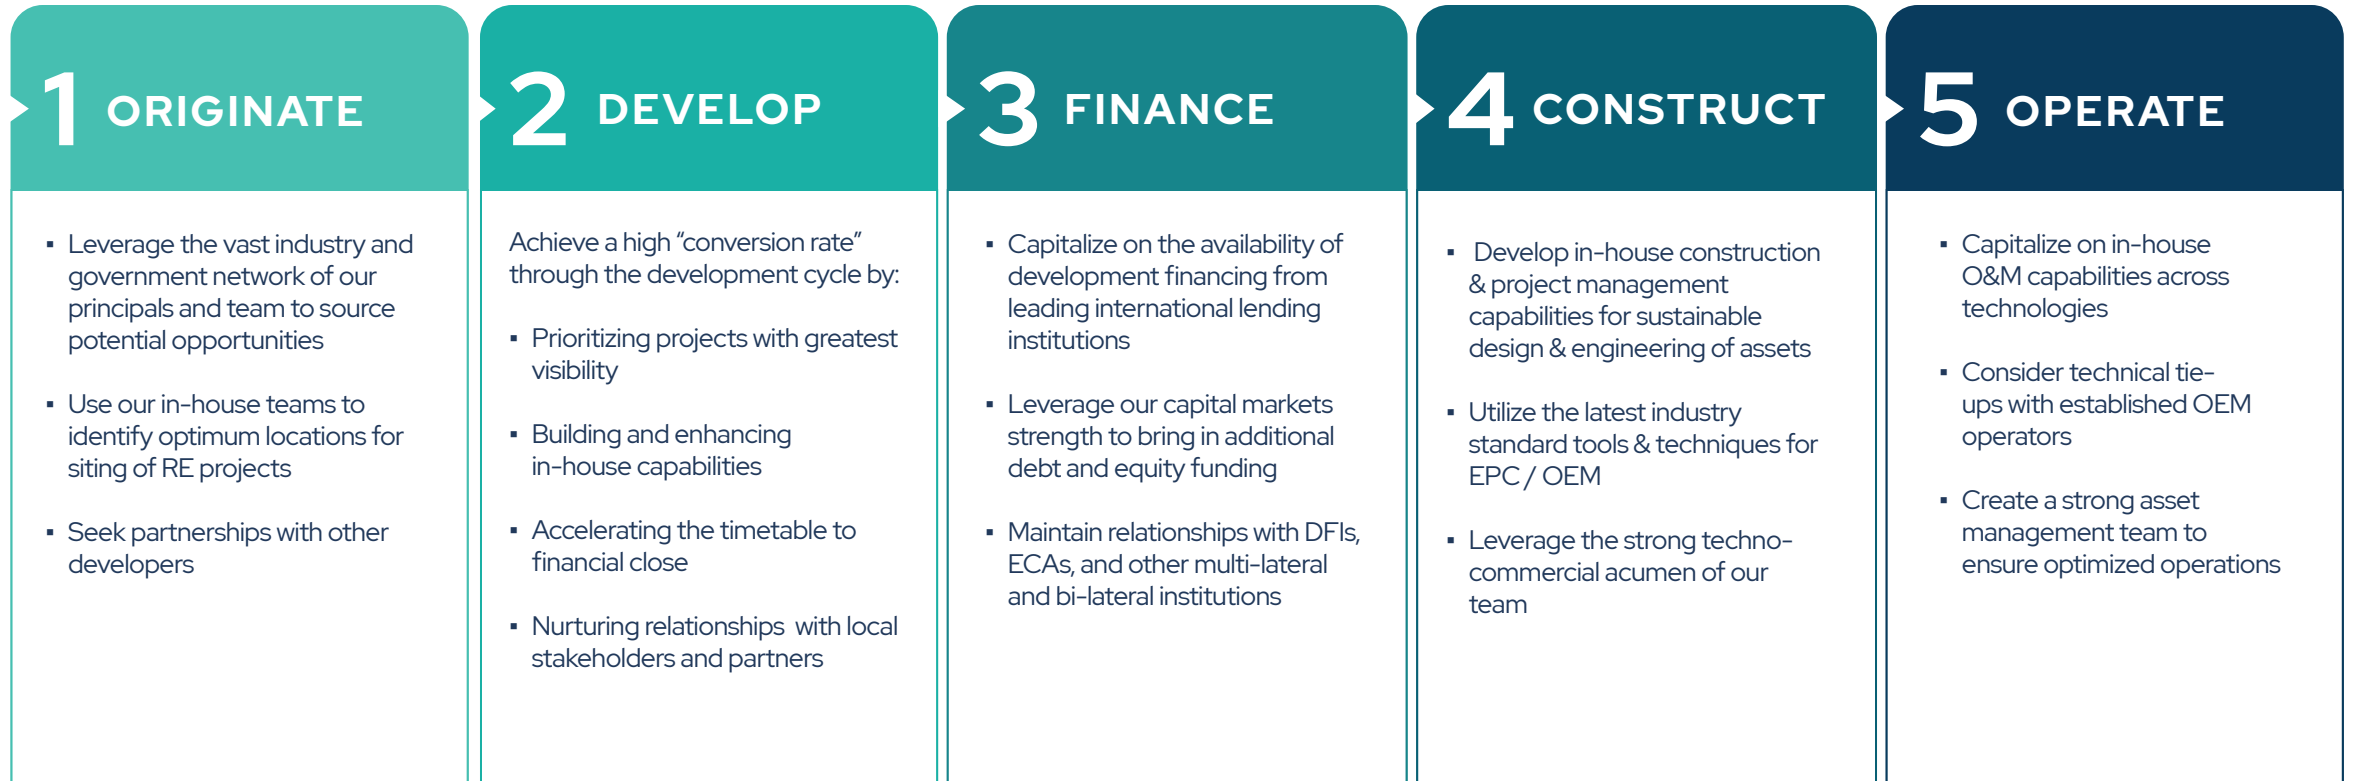 1 ORIGINATE
▪ Leverage the vast industry and
government network of our
principals and team to source
potential opportunities
▪ Use our in-house teams to
identify optimum locations for
siting of RE projects
▪ Seek partnerships with other
developers
2 DEVELOP
Achieve a high “conversion rate”
through the development cycle by:
▪ Prioritizing projects with greatest
visibility
▪ Building and enhancing
in-house capabilities
▪ Accelerating the timetable to
financial close
▪ Nurturing relationships with local
stakeholders and partners
3 FINANCE
▪ Capitalize on the availability of
development financing from
leading international lending
institutions
▪ Leverage our capital markets
strength to bring in additional
debt and equity funding
▪ Maintain relationships with DFIs,
ECAs, and other multi-lateral
and bi-lateral institutions
4 CONSTRUCT
▪ Develop in-house construction
& project management
capabilities for sustainable
design & engineering of assets
▪ Utilize the latest industry
standard tools & techniques for
EPC / OEM
▪ Leverage the strong techno-
commercial acumen of our
team
5 OPERATE
▪ Capitalize on in-house
O&M capabilities across
technologies
▪ Consider technical tie-
ups with established OEM
operators
▪ Create a strong asset
management team to
ensure optimized operations